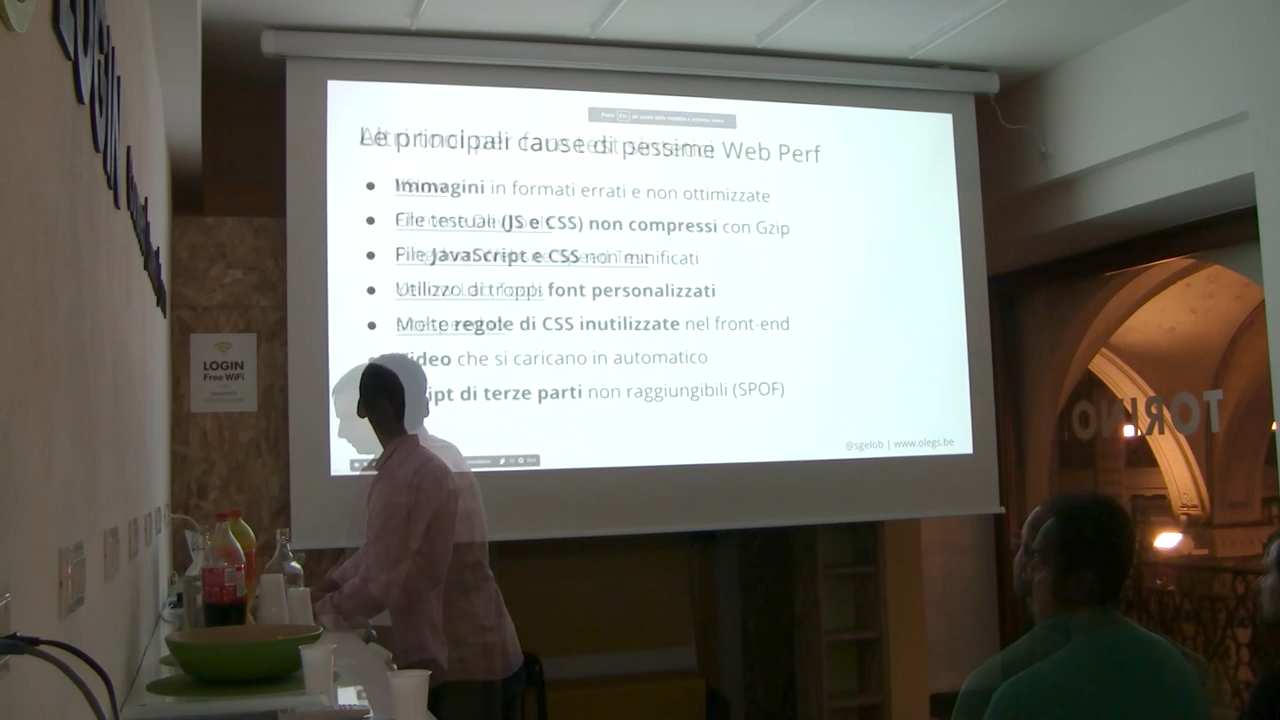 LOGIN
Le principali cause di pessime Web Perf
Immagini in formati errati e non ottimizzate
File testuali (JS e CSS) non compressi con Gzip
File JavaScript e CSS non minificati
Utilizzo di troppi font personalizzati
Molte regole di CSS inutilizzate nel front-end
Video che si caricano in automatico
ipt di terze parti non raggiungibili (SPOF)
@sgelob | www.olegs.be
LOGIN
Free WiFi
TORINO